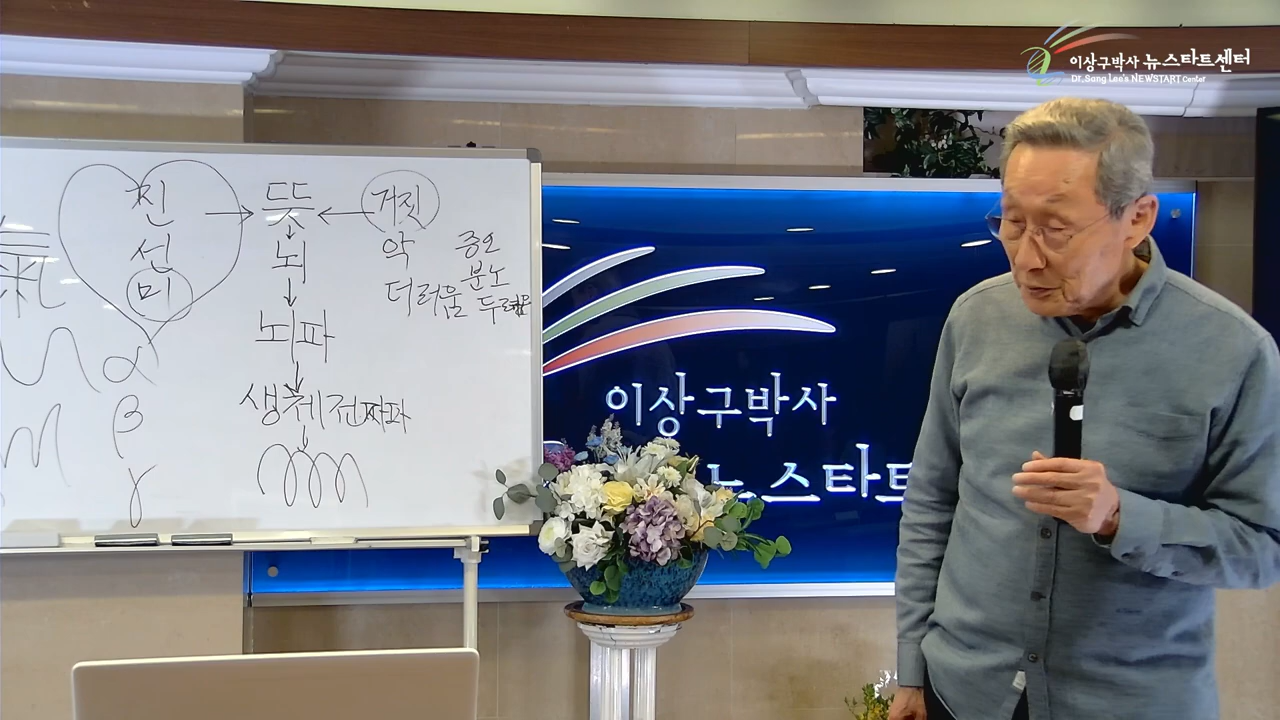 이상구박사 뉴스타트센터
Dr. Sang Lee's NEWSTART Center
氣
진 → 뜻 ← 거짓
선 뇌 악 증오
미 더러움 분노
두려움
뇌파
α
생체전자파
β
γ
이상구박사
뉴스타트